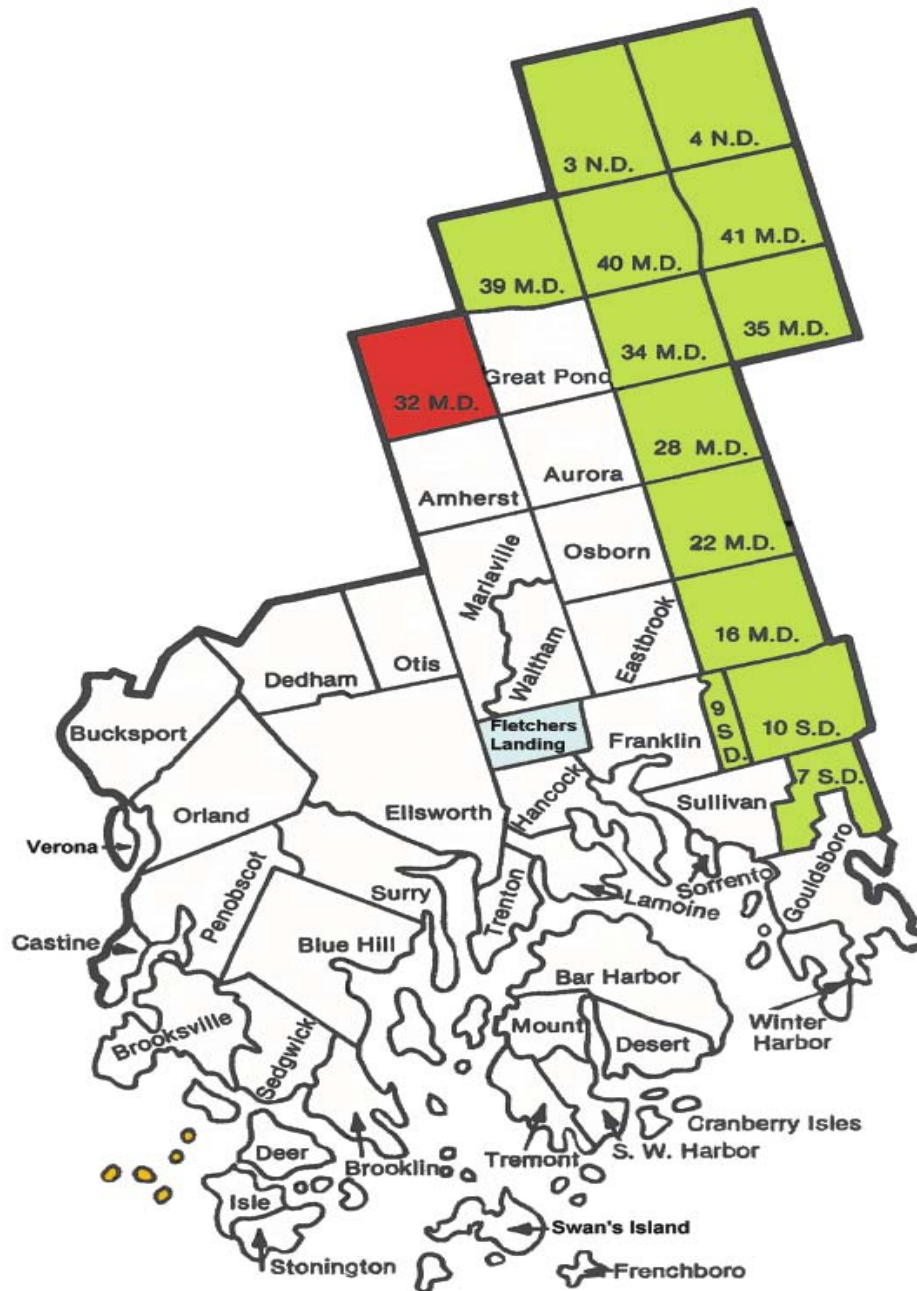 4 N.D.
3 N.D.
41 M.D.
40 M.D.
39 M.D.
35 M.D.
34 M.D.
Great Pond
32 M.D.
28 M.D.
Aurora
Amherst
22 M.D.
Osborn
Mariaville
16 M.D.
Eastbrook
Waltham
Otis
Dedham
Bucksport
Fletchers
Landing
Franklin
9
S
D.
10 S.D.
7 S.D.
Sullivan
Hancock
Ellsworth
Orland
Verona
Gouldsboro
Sorrento
Lamoine
Trenton
Surry
Penobscot
Castine
Blue Hill
Bar Harbor
Winter
Harbor
Mount
Desert
Brooksville
Sedgwick
Cranberry Isles
S. W. Harbor
Tremont
Brooklin
Deer
Isle
Swan's Island
Stonington
Frenchboro